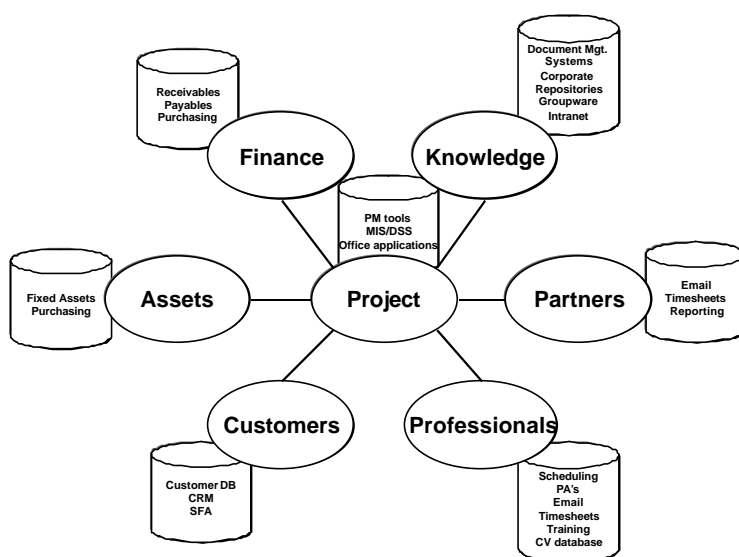 Document Mgt.
Systems
Corporate
Repositories
Groupware
Intranet
Receivables
Payables
Purchasing
Finance
Knowledge
PM tools
MIS/DSS
Office applications
Fixed Assets
Purchasing
Assets
Project
Partners
Email
Timesheets
Reporting
Customers
Professionals
Customer DB
CRM
SFA
Scheduling
PA's
Email
Timesheets
Training
CV database